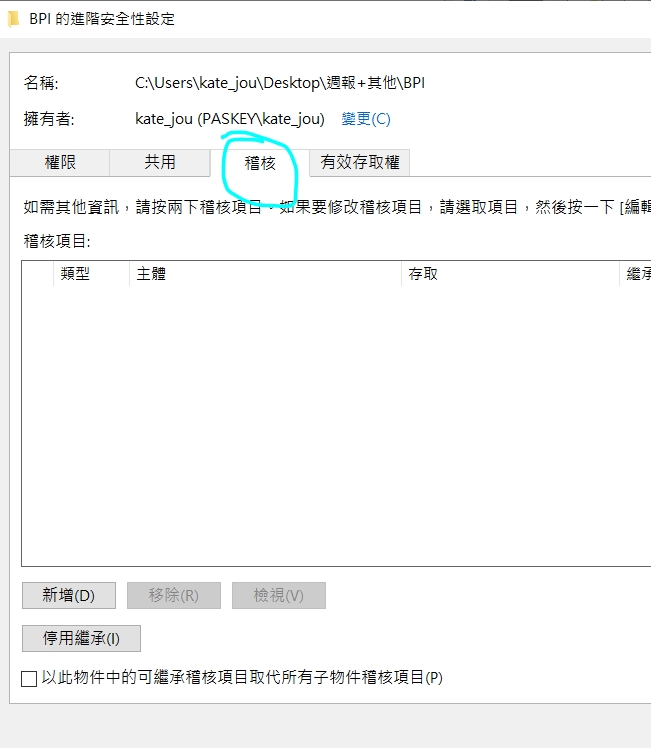 BPI 的進階安全性設定
名稱: C:\Users\kate_jou\Desktop\週報+其他\BPI
擁有者: kate_jou (PASKEY\kate_jou) 變更(C)
權限 共用 稽核 有效存取權
如需其他資訊，請按兩下稽核項目。如果要修改稽核項目，請選取項目，然後按一下 [編輯
稽核項目:
類型 主體 存取 繼承
新增(D) 移除(R) 檢視(V)
停用繼承(I)
以此物件中的可繼承稽核項目取代所有子物件稽核項目(P)